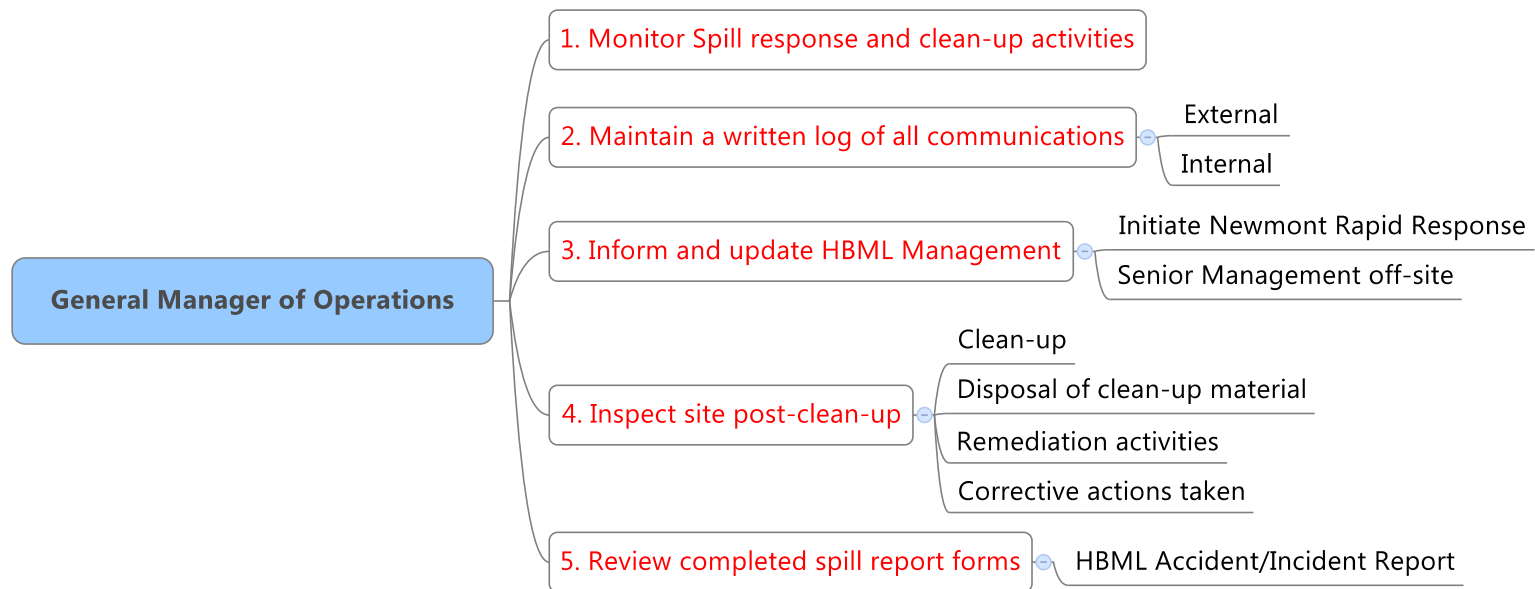 General Manager of Operations
1. Monitor Spill response and clean-up activities
2. Maintain a written log of all communications
External
Internal
3. Inform and update HBML Management
Initiate Newmont Rapid Response
Senior Management off-site
4. Inspect site post-clean-up
Clean-up
Disposal of clean-up material
Remediation activities
Corrective actions taken
5. Review completed spill report forms
HBML Accident/Incident Report